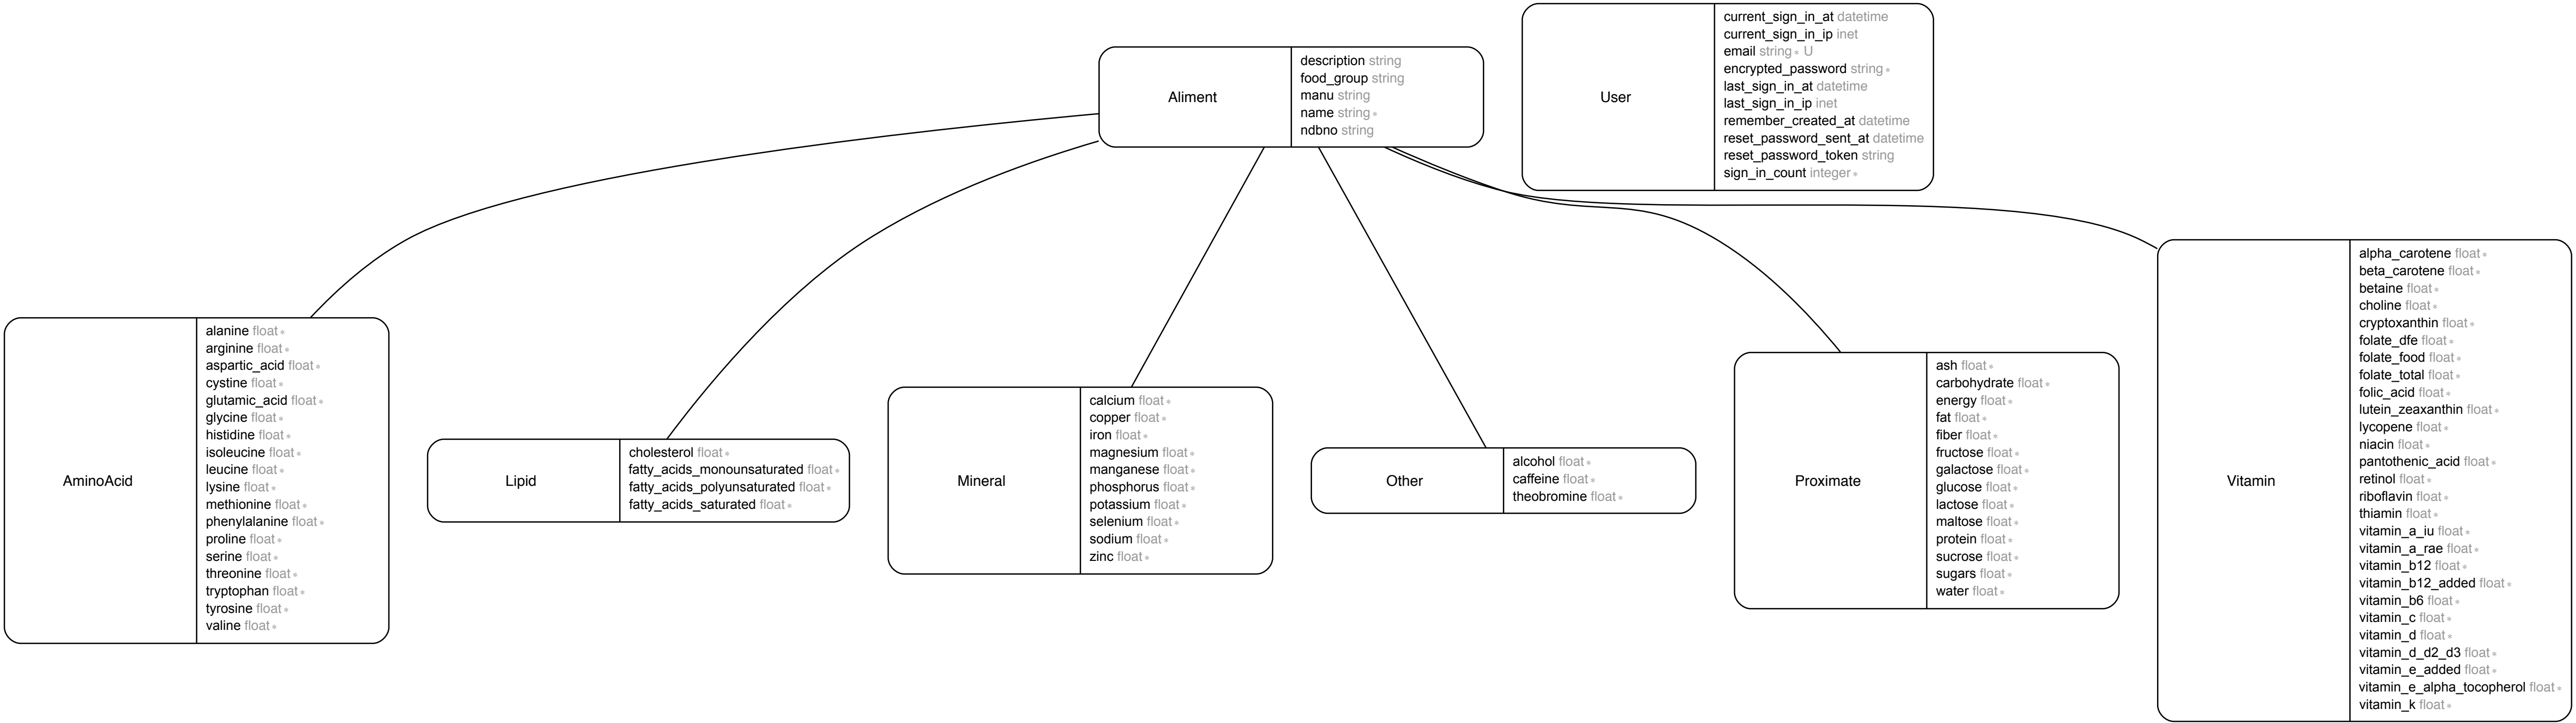 Aliment
description string
food_group string
manu string
name string *
ndbno string
User
current_sign_in_at datetime
current_sign_in_ip inet
email string * U
encrypted_password string *
last_sign_in_at datetime
last_sign_in_ip inet
remember_created_at datetime
reset_password_sent_at datetime
reset_password_token string
sign_in_count integer *
AminoAcid
alanine float *
arginine float *
aspartic_acid float *
cystine float *
glutamic_acid float *
glycine float *
histidine float *
isoleucine float *
leucine float *
lysine float *
methionine float *
phenylalanine float *
proline float *
serine float *
threonine float *
tryptophan float *
tyrosine float *
valine float *
Lipid
cholesterol float *
fatty_acids_monounsaturated float *
fatty_acids_polyunsaturated float *
fatty_acids_saturated float *
Mineral
calcium float *
copper float *
iron float *
magnesium float *
manganese float *
phosphorus float *
potassium float *
selenium float *
sodium float *
zinc float *
Other
alcohol float *
caffeine float *
theobromine float *
Proximate
ash float *
carbohydrate float *
energy float *
fat float *
fiber float *
fructose float *
galactose float *
glucose float *
lactose float *
maltose float *
protein float *
sucrose float *
sugars float *
water float *
Vitamin
alpha_carotene float *
beta_carotene float *
betaine float *
choline float *
cryptoxanthin float *
folate_dfe float *
folate_food float *
folate_total float *
folic_acid float *
lutein_zeaxanthin float *
lycopene float *
niacin float *
pantothenic_acid float *
retinol float *
riboflavin float *
thiamin float *
vitamin_a_iu float *
vitamin_a_rae float *
vitamin_b12 float *
vitamin_b12_added float *
vitamin_b6 float *
vitamin_c float *
vitamin_d float *
vitamin_d_d2_d3 float *
vitamin_e_added float *
vitamin_e_alpha_tocopherol float *
vitamin_k float *